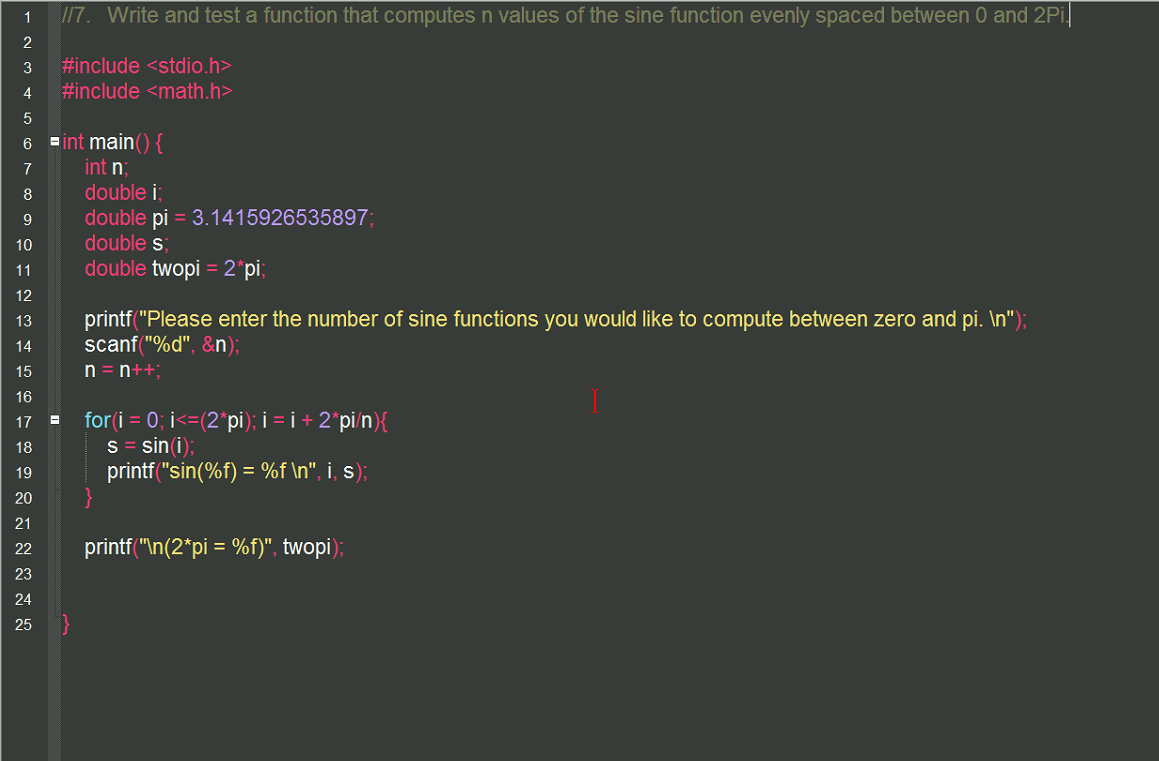 1 //7.   Write and test a function that computes n values of the sine function evenly spaced between 0 and 2Pi.
2
3 #include <stdio.h>
4 #include <math.h>
5
6 int main() {
7     int n;
8     double i;
9     double pi = 3.1415926535897;
10     double s;
11     double twopi = 2*pi;
12
13     printf("Please enter the number of sine functions you would like to compute between zero and pi. \n");
14     scanf("%d", &n);
15     n = n++;
16
17     for(i = 0; i<=(2*pi); i = i + 2*pi/n){
18         s = sin(i);
19         printf("sin(%f) = %f \n", i, s);
20     }
21
22     printf("\n(2*pi = %f)", twopi);
23
24
25 }